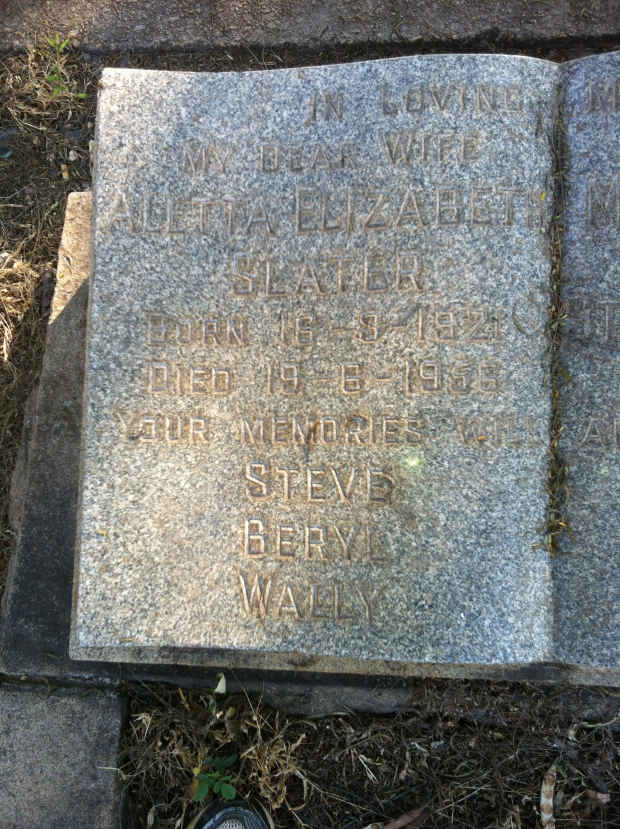 IN LOVING M
MY DEAR WIFE
ALETTA ELIZABETH M
SLATER
BORN 16-9-1921
DIED 19-6-1958
YOUR MEMORIES WILL
STEVE
BERYL
WALLY